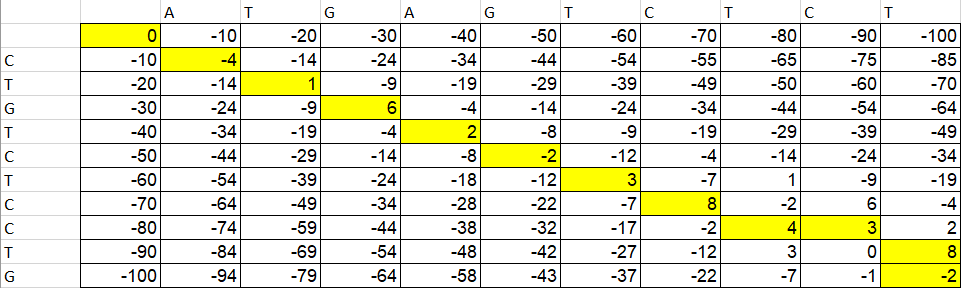 A T G A G T C T C T
0 -10 -20 -30 -40 -50 -60 -70 -80 -90 -100
C -10 -4 -14 -24 -34 -44 -54 -55 -65 -75 -85
T -20 -14 1 -9 -19 -29 -39 -49 -50 -60 -70
G -30 -24 -9 6 -4 -14 -24 -34 -44 -54 -64
T -40 -34 -19 -4 2 -8 -9 -19 -29 -39 -49
C -50 -44 -29 -14 -8 -2 -12 -4 -14 -24 -34
T -60 -54 -39 -24 -18 -12 3 -7 1 -9 -19
C -70 -64 -49 -34 -28 -22 -7 8 -2 6 -4
C -80 -74 -59 -44 -38 -32 -17 -2 4 3 2
T -90 -84 -69 -54 -48 -42 -27 -12 3 0 8
G -100 -94 -79 -64 -58 -43 -37 -22 -7 -1 -2